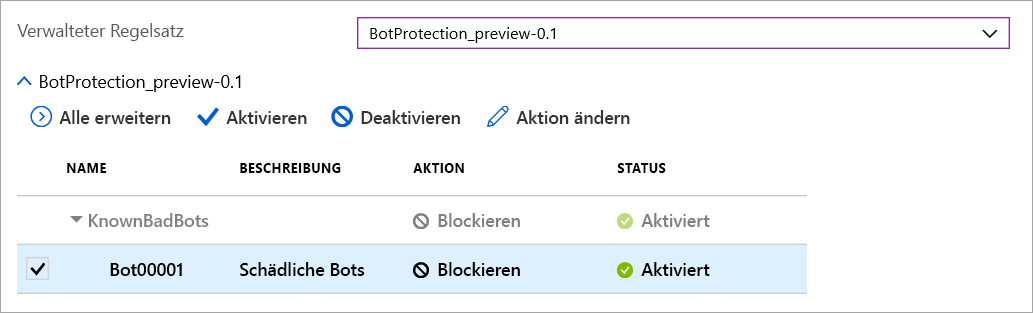 Verwalteter Regelsatz BotProtection_preview-0.1
BotProtection_preview-0.1
Alle erweitern Aktivieren Deaktivieren Aktion ändern
NAME BESCHREIBUNG AKTION STATUS
KnownBadBots Blockieren Aktiviert
Bot00001 Schädliche Bots Blockieren Aktiviert